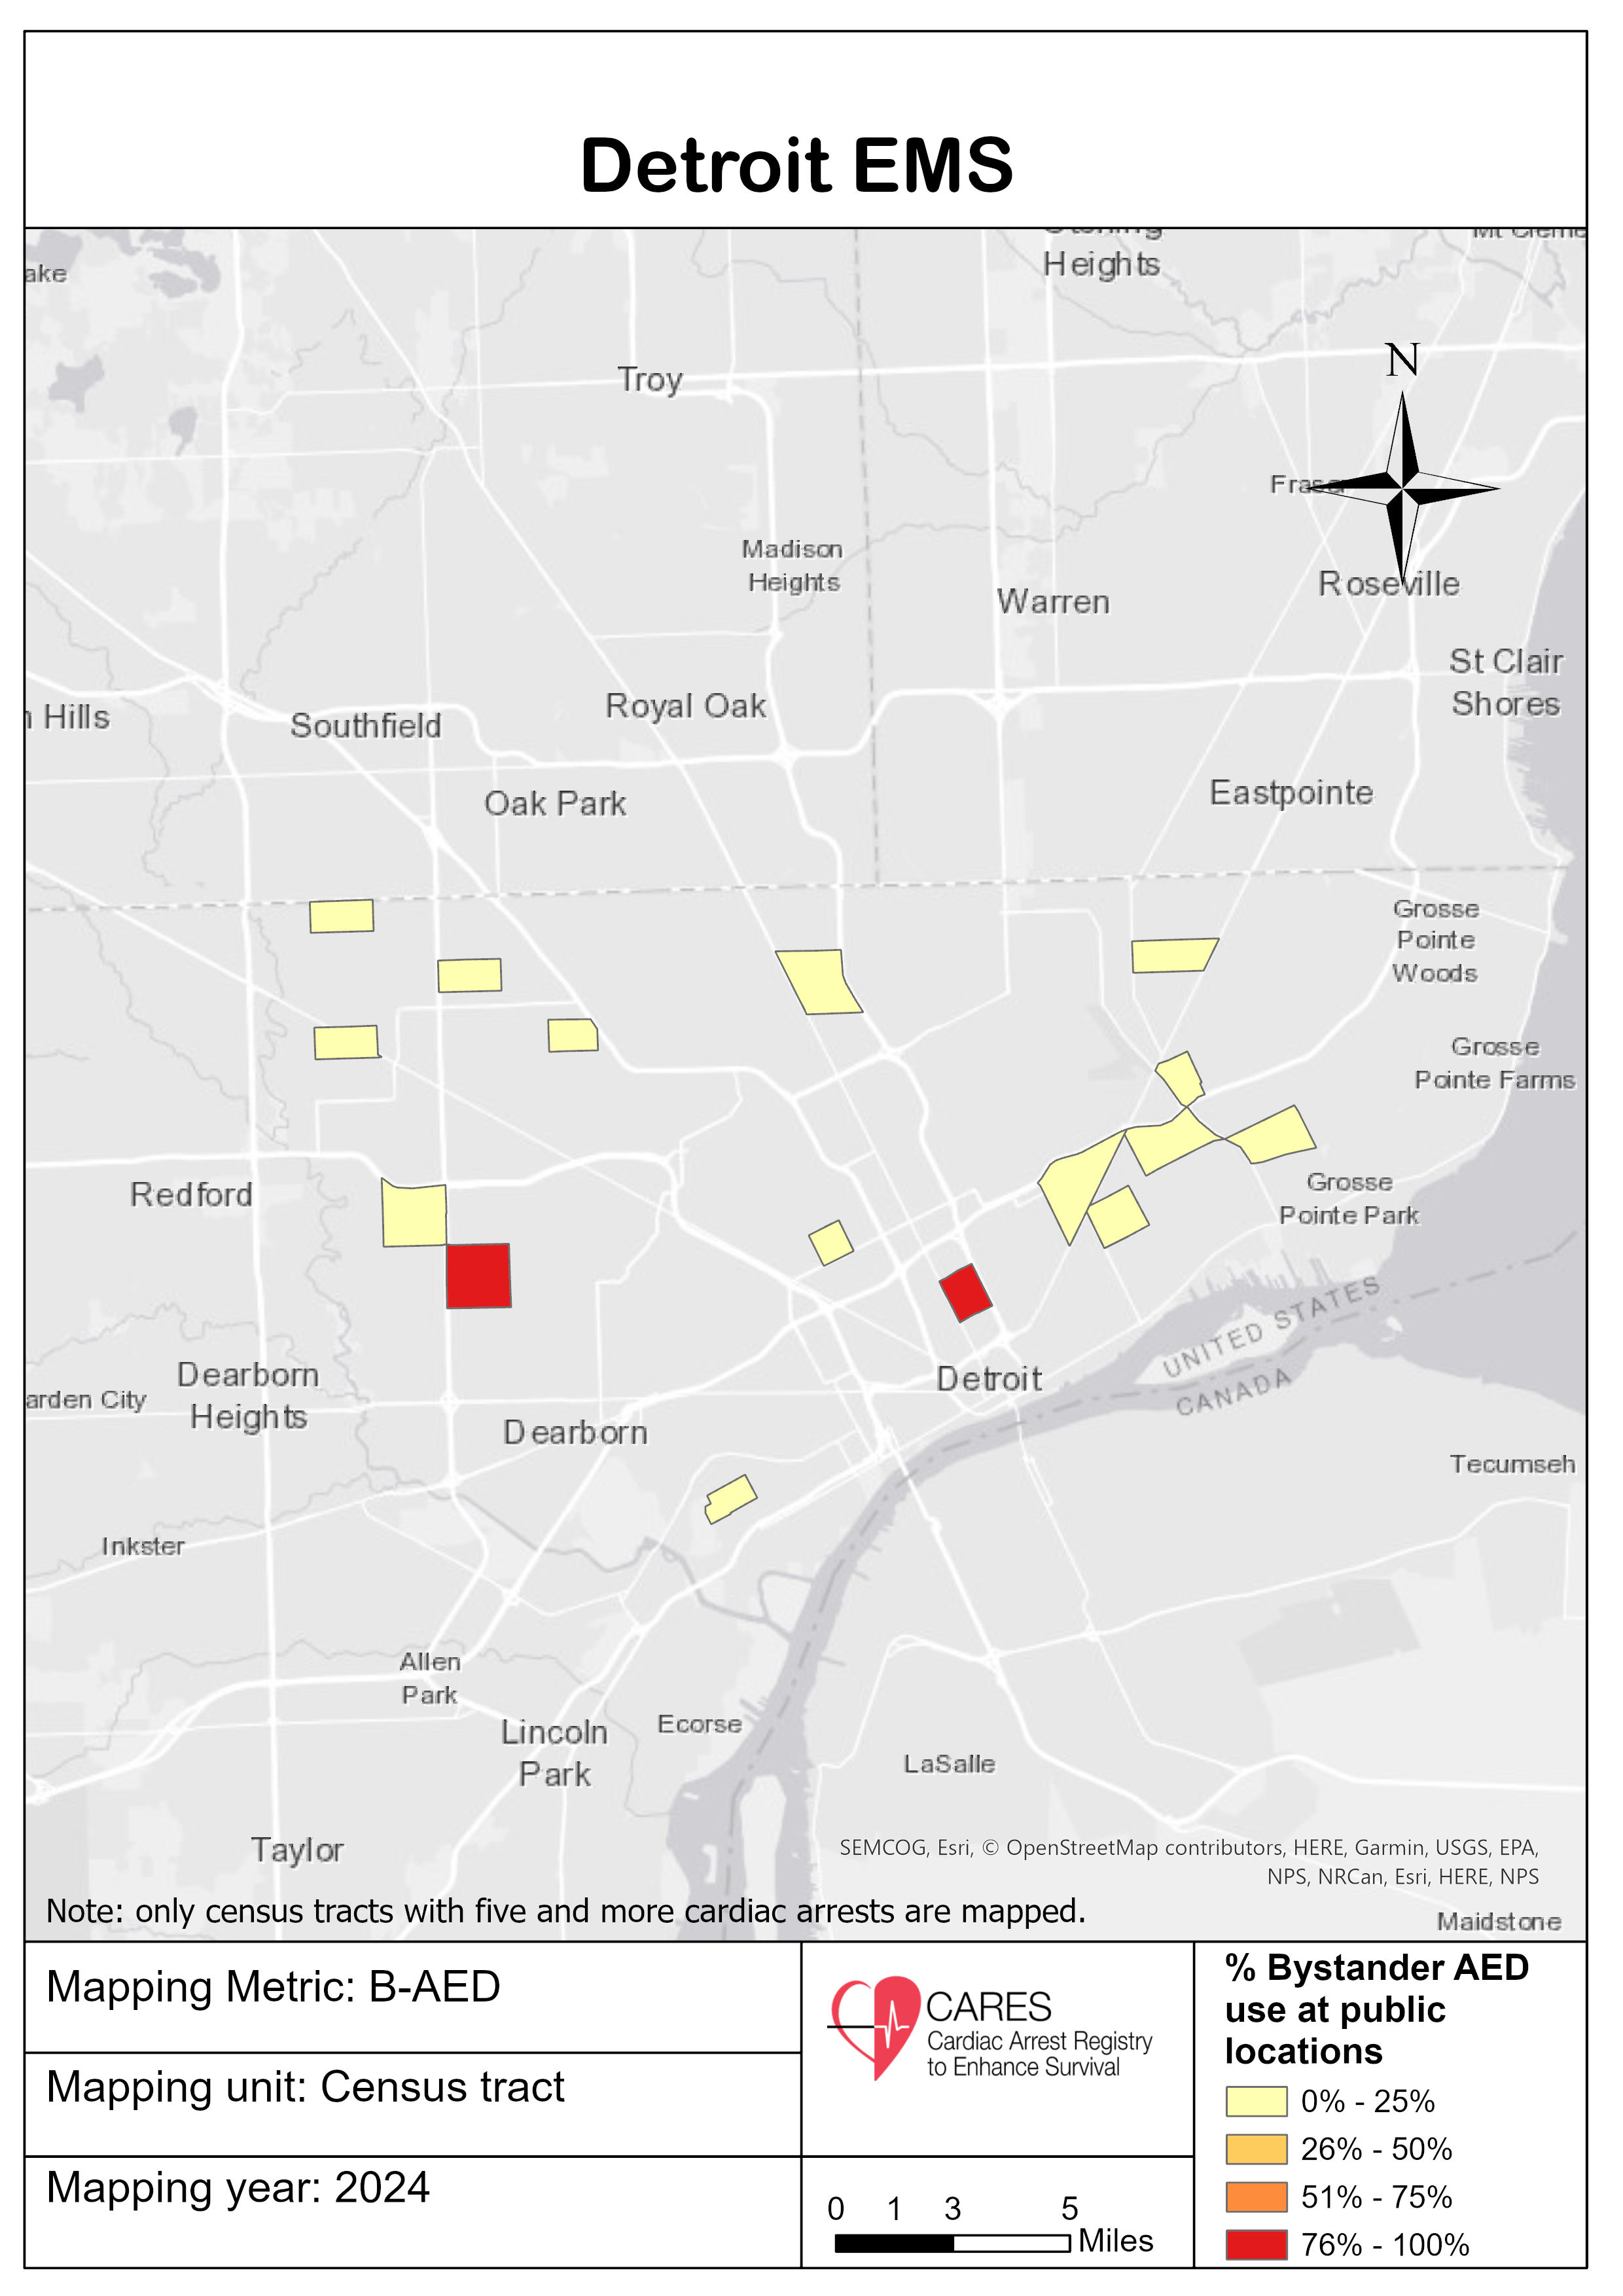 Detroit EMS
Heights
ake
N
Troy
Madison
Heights
Warren
Roseville
St Clair
Shores
Hills
Southfield
Royal Oak
Oak Park
Eastpointe
Grosse
Pointe
Woods
Grosse
Pointe Farms
Redford
Grosse
Pointe Park
UNITED STATES
CANADA
Dearborn
Heights
arden City
Detroit
Dearborn
Tecumseh
Inkster
Allen
Park
Lincoln
Park
Ecorse
LaSalle
Taylor
SEMCOG, Esri, © OpenStreetMap contributors, HERE, Garmin, USGS, EPA,
NPS, NRCan, Esri, HERE, NPS
Note: only census tracts with five and more cardiac arrests are mapped.
Maidstone
Mapping Metric: B-AED
Mapping unit: Census tract
Mapping year: 2024
CARES
Cardiac Arrest Registry
to Enhance Survival
0 1 3 5
Miles
% Bystander AED
use at public
locations
0% - 25%
26% - 50%
51% - 75%
76% - 100%